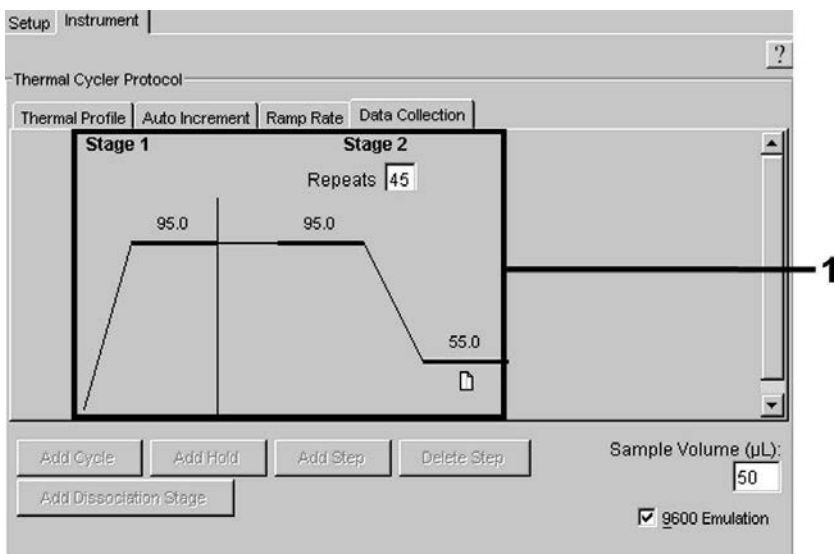 Setup Instrument
?
Thermal Cycler Protocol
Thermal Profile Auto Increment Ramp Rate Data Collection
Stage 1 Stage 2
Repeats 45
95.0 95.0
1
55.0
Add Cycle Add Hold Add Step Delete Step
Sample Volume (µL):
50
Add Dissociation Stage
9600 Emulation